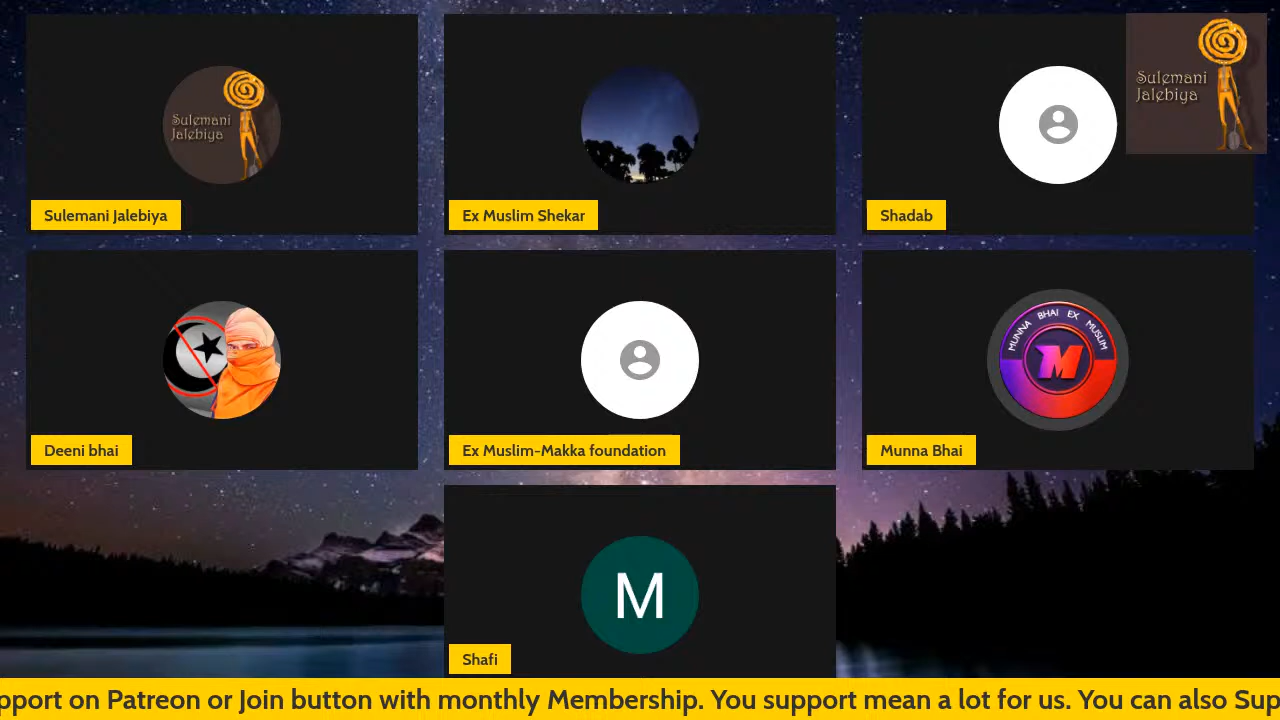 Sulemani
Jalebiya
Sulemani Jalebiya
Ex Muslim Shekar
Shadab
Sulemani
Jalebiya
Deeni bhai
Ex Muslim-Makka foundation
MUNNA BHAI EX MUSLIM
M
Munna Bhai
M
Shafi
pport on Patreon or Join button with monthly Membership. You support mean a lot for us. You can also Sup